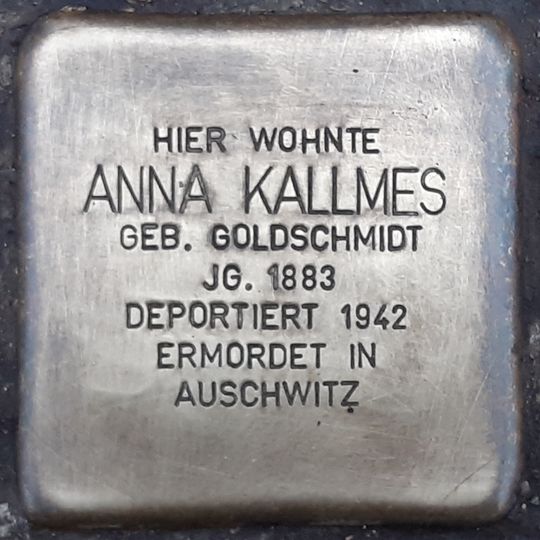 HIER WOHNTE
ANNA KALLMES
GEB. GOLDSCHMIDT
JG. 1883
DEPORTIERT 1942
ERMORDET IN
AUSCHWITZ